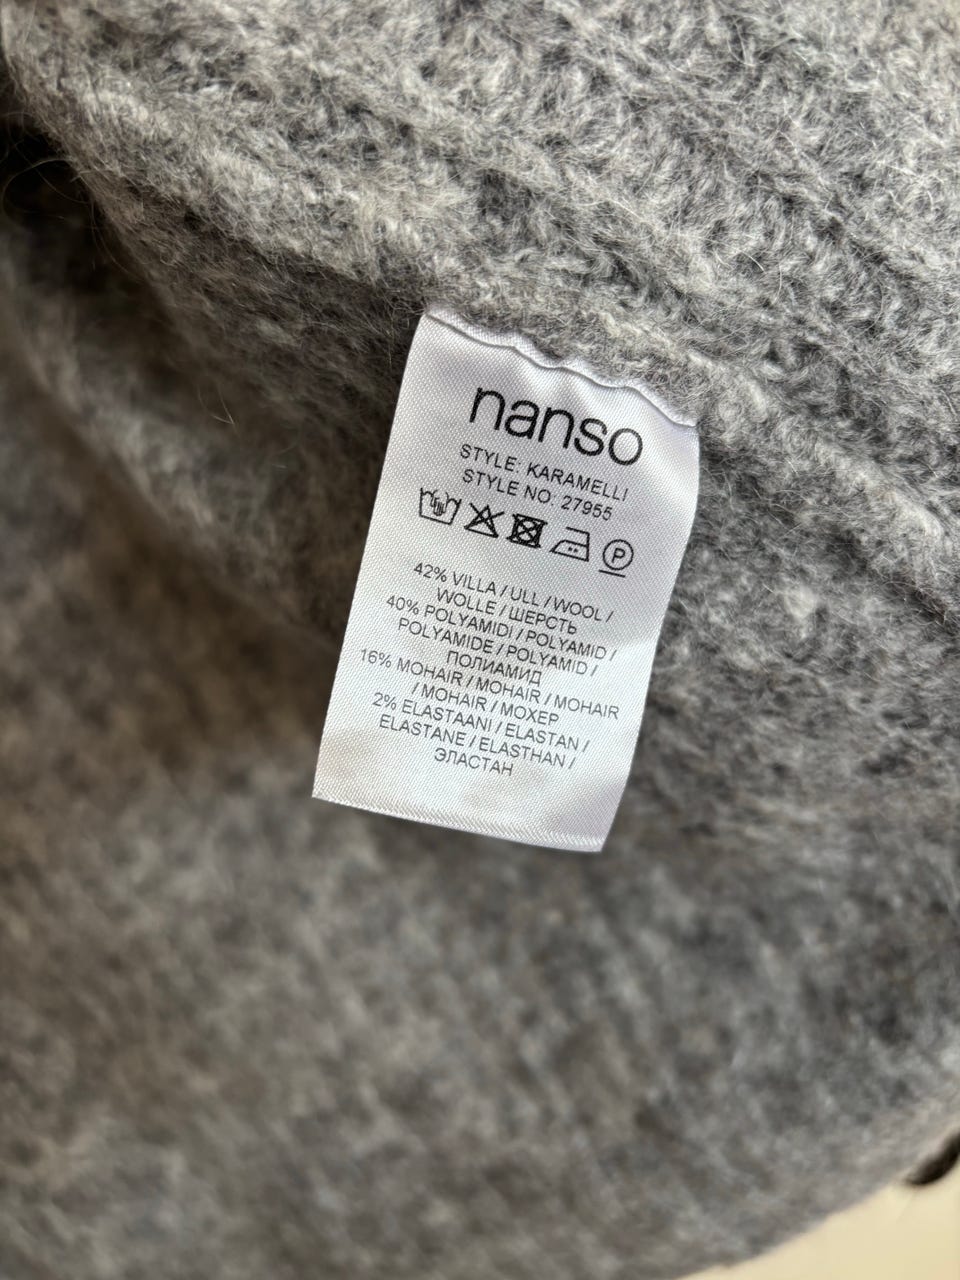 nanso
STYLE: KARAMELLI
STYLE NO. 27955
P
42% VILLA / ULL / WOOL /
WOLLE / ШЕРСТЬ
40% POLYAMIDI / POLYAMID /
POLYAMIDE / POLYAMID /
ПОЛИАМИД
16% MOHAIR / MOHAIR / MOHAIR
/ MOHAIR / МОХЕР
2% ELASTAANI / ELASTAN /
ELASTANE / ELASTHAN /
ЭЛАСТАН